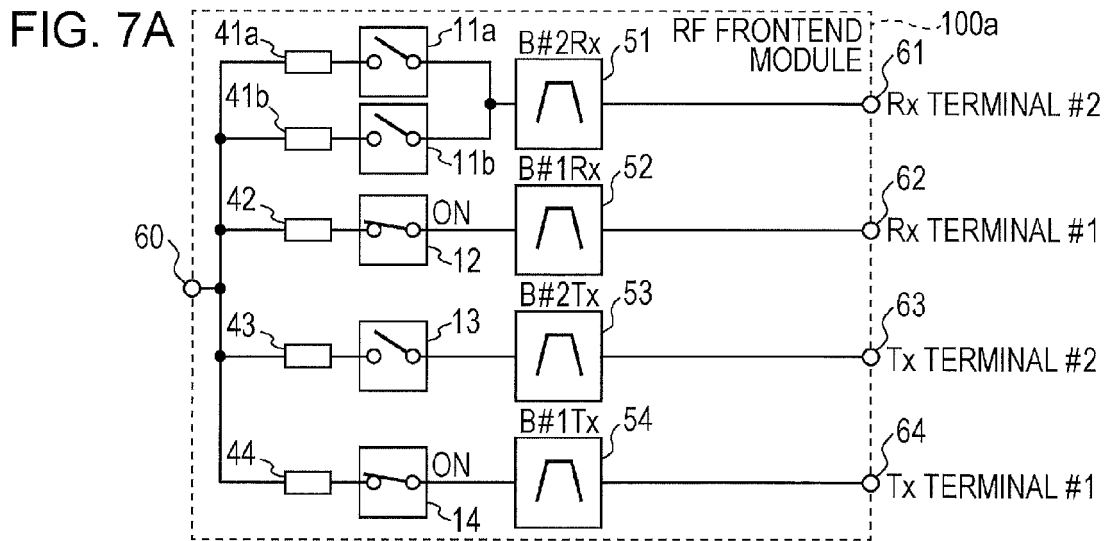 FIG. 7A
41a
11a
B#2Rx
51
RF FRONTEND
MODULE
100a
61
Rx TERMINAL #2
41b
11b
B#1Rx
52
42
ON
62
Rx TERMINAL #1
60
12
B#2Tx
53
43
13
63
Tx TERMINAL #2
B#1Tx
54
44
ON
64
Tx TERMINAL #1
14